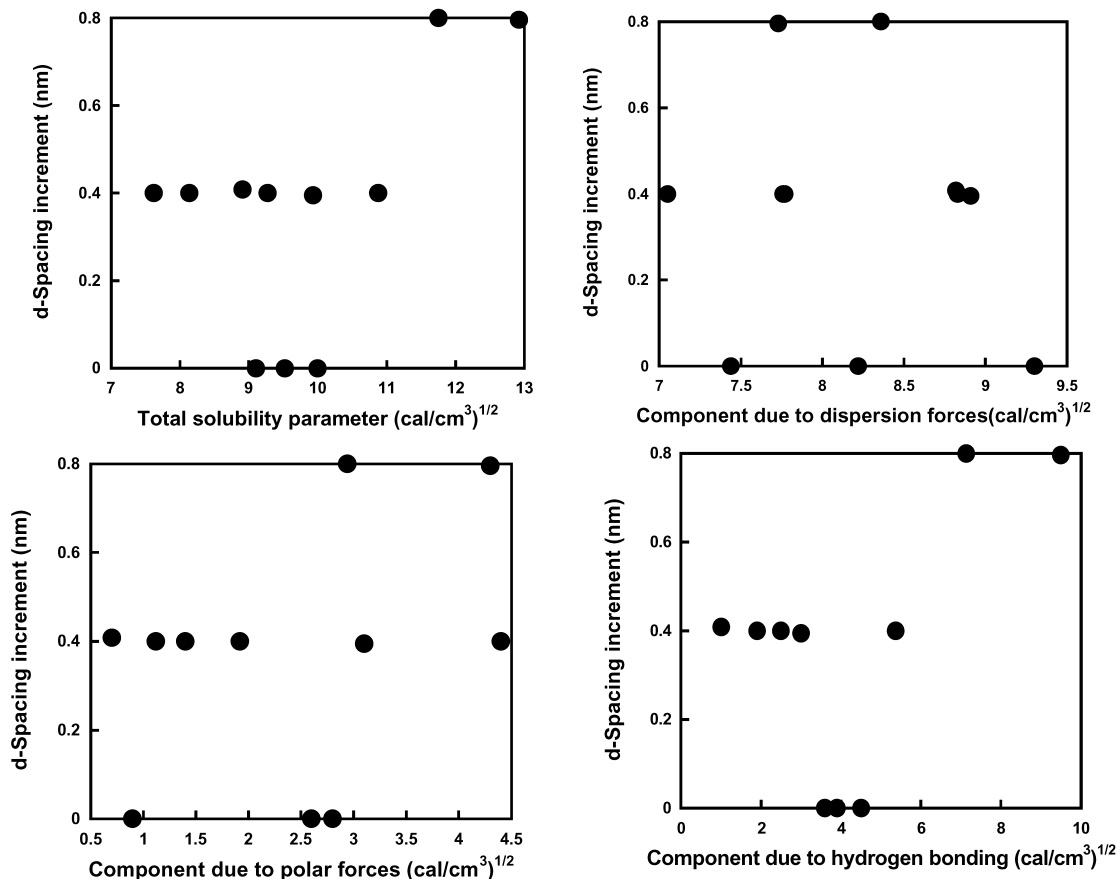 0.8
0.6
0.4
0.2
0
d-Spacing increment (nm)
7 8 9 10 11 12 13
Total solubility parameter (cal/cm³)¹/²
0.8
0.6
0.4
0.2
0
d-Spacing increment (nm)
7 7.5 8 8.5 9 9.5
Component due to dispersion forces(cal/cm³)¹/²
0.8
0.6
0.4
0.2
0
d-Spacing increment (nm)
0.5 1 1.5 2 2.5 3 3.5 4 4.5
Component due to polar forces (cal/cm³)¹/²
0.8
0.6
0.4
0.2
0
d-Spacing increment (nm)
0 2 4 6 8 10
Component due to hydrogen bonding (cal/cm³)¹/²